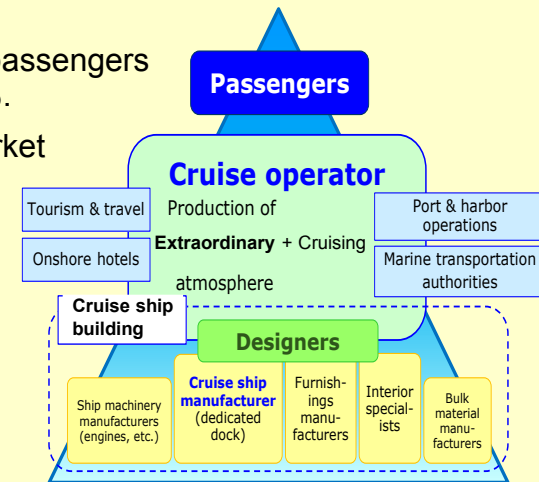 passengers
.
rket
Passengers
Cruise operator
Production of
Extraordinary + Cruising
atmosphere
Tourism & travel
Onshore hotels
Port & harbor
operations
Marine transportation
authorities
Cruise ship
building
Designers
Ship machinery
manufacturers
(engines, etc.)
Cruise ship
manufacturer
(dedicated
dock)
Furnish-
ings
manu-
facturers
Interior
special-
ists
Bulk
material
manu-
facturers